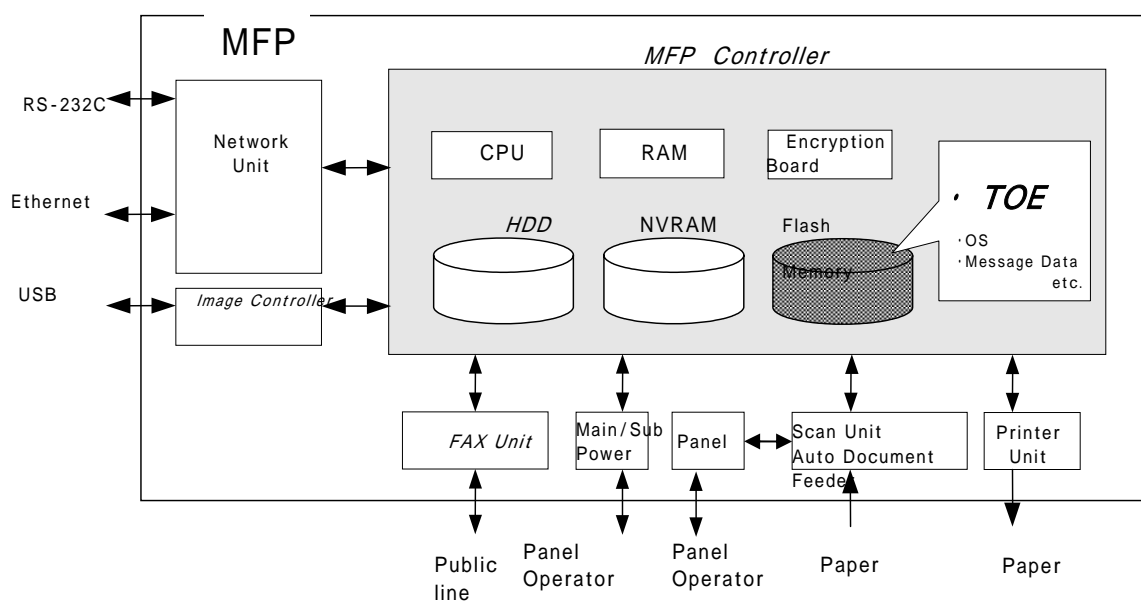 MFP
MFP Controller
RS-232C
Network
Unit
CPU
RAM
Encryption
Board
・ TOE
・OS
・Message Data
etc.
Ethernet
HDD
NVRAM
Flash
Memory
USB
Image Controller
FAX Unit
Main/Sub
Power
Panel
Scan Unit
Auto Document
Feeder
Printer
Unit
Public
line
Panel
Operator
Panel
Operator
Paper
Paper